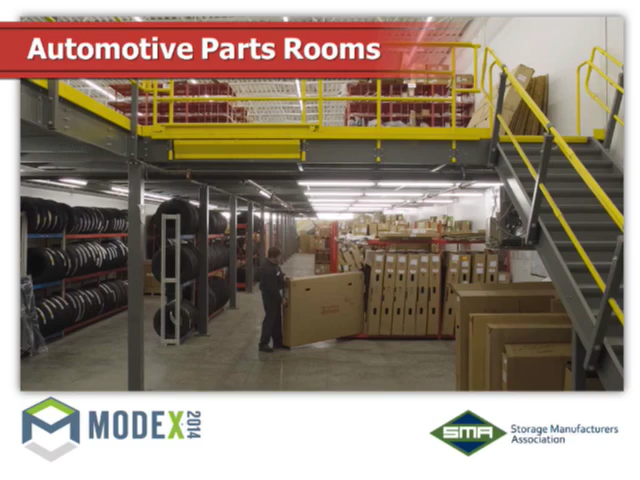 Automotive Parts Rooms
MODEX 2014
SMA
Storage Manufacturers
Association